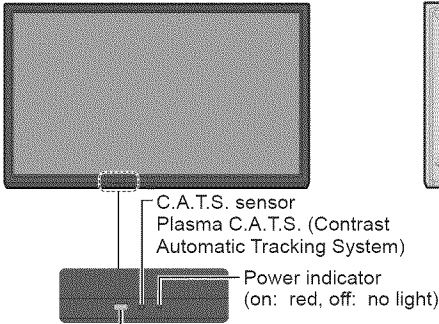 C.A.T.S. sensor
Plasma C.A.T.S. (Contrast
Automatic Tracking System)
Power indicator
(on: red, off: no light)